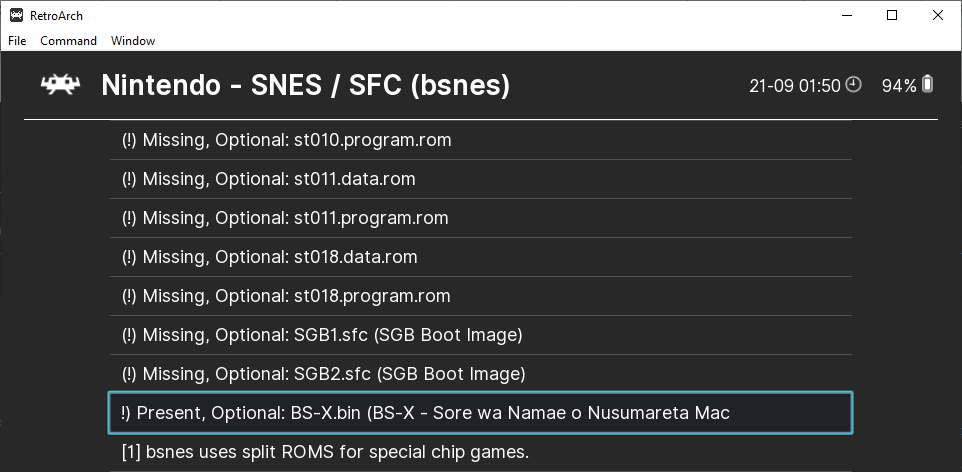 RetroArch
File Command Window
Nintendo - SNES / SFC (bsnes) 21-09 01:50 94%
(!) Missing, Optional: st010.program.rom
(!) Missing, Optional: st011.data.rom
(!) Missing, Optional: st011.program.rom
(!) Missing, Optional: st018.data.rom
(!) Missing, Optional: st018.program.rom
(!) Missing, Optional: SGB1.sfc (SGB Boot Image)
(!) Missing, Optional: SGB2.sfc (SGB Boot Image)
!) Present, Optional: BS-X.bin (BS-X - Sore wa Namae o Nusumareta Mac
[1] bsnes uses split ROMS for special chip games.